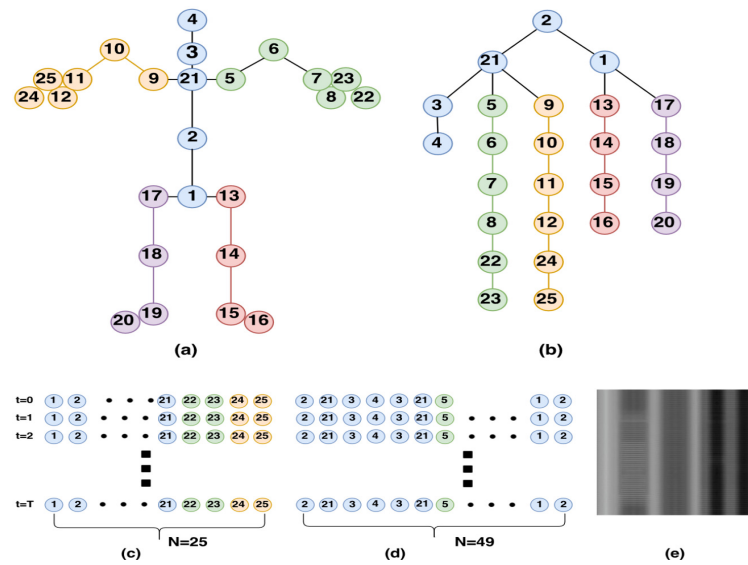 4
10 3 6
25 11 9 21 5 7 23
24 12 8 22
2
17 1 13
18 14
20 19 15 16
(a)
2
21 1
3 5 9 13 17
4 6 10 14 18
7 11 15 19
8 12 16 20
22 24
23 25
(b)
t=0 1 2 21 22 23 24 25
t=1 1 2 21 22 23 24 25
t=2 1 2 21 22 23 24 25
t=T 1 2 21 22 23 24 25
N=25
(c)
2 21 3 4 3 21 5 1 2
2 21 3 4 3 21 5 1 2
2 21 3 4 3 21 5 1 2
2 21 3 4 3 21 5 1 2
N=49
(d)
(e)